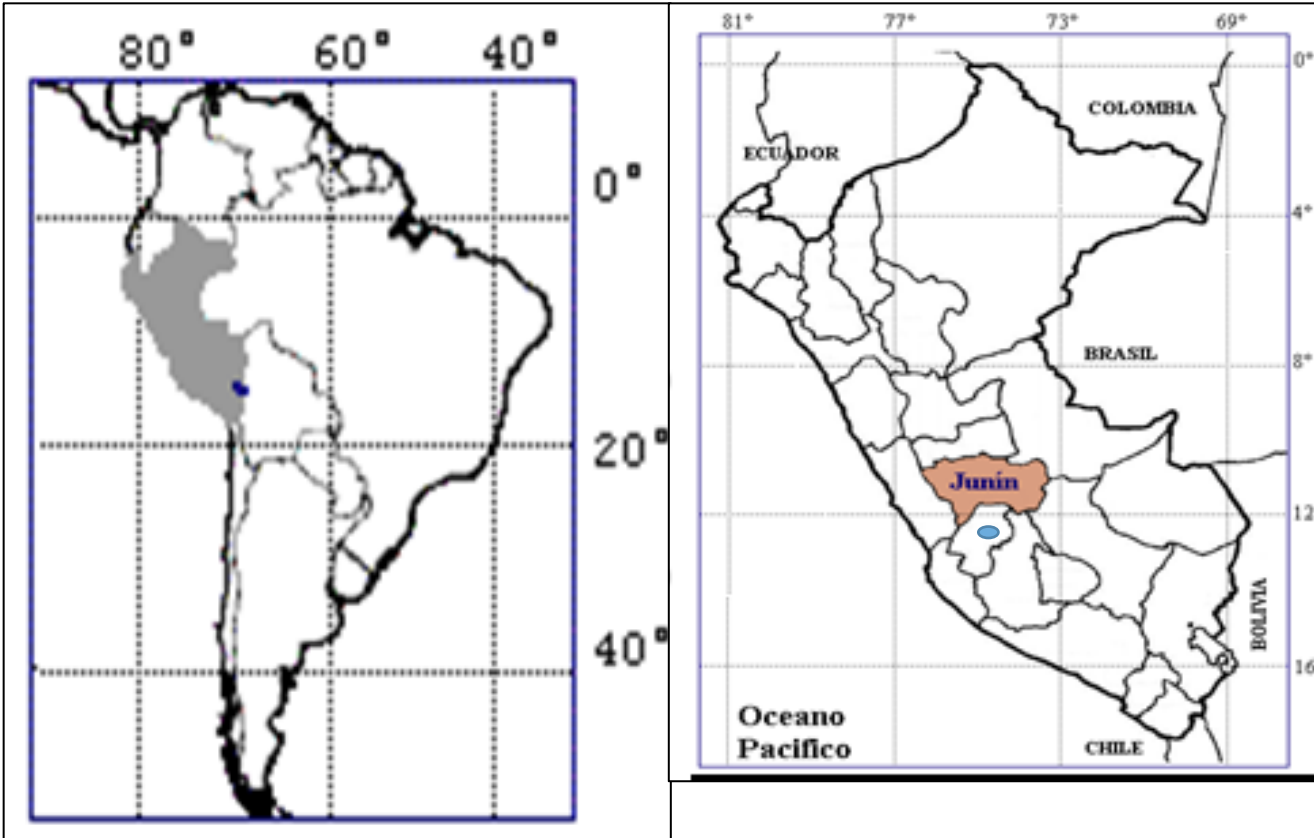 80° 60° 40°
0°
20°
40°
81° 77° 73° 69°
0°
COLOMBIA
ECUADOR
4°
BRASIL
8°
Junín
12
BOLIVIA
16
Oceano
Pacifico
CHILE